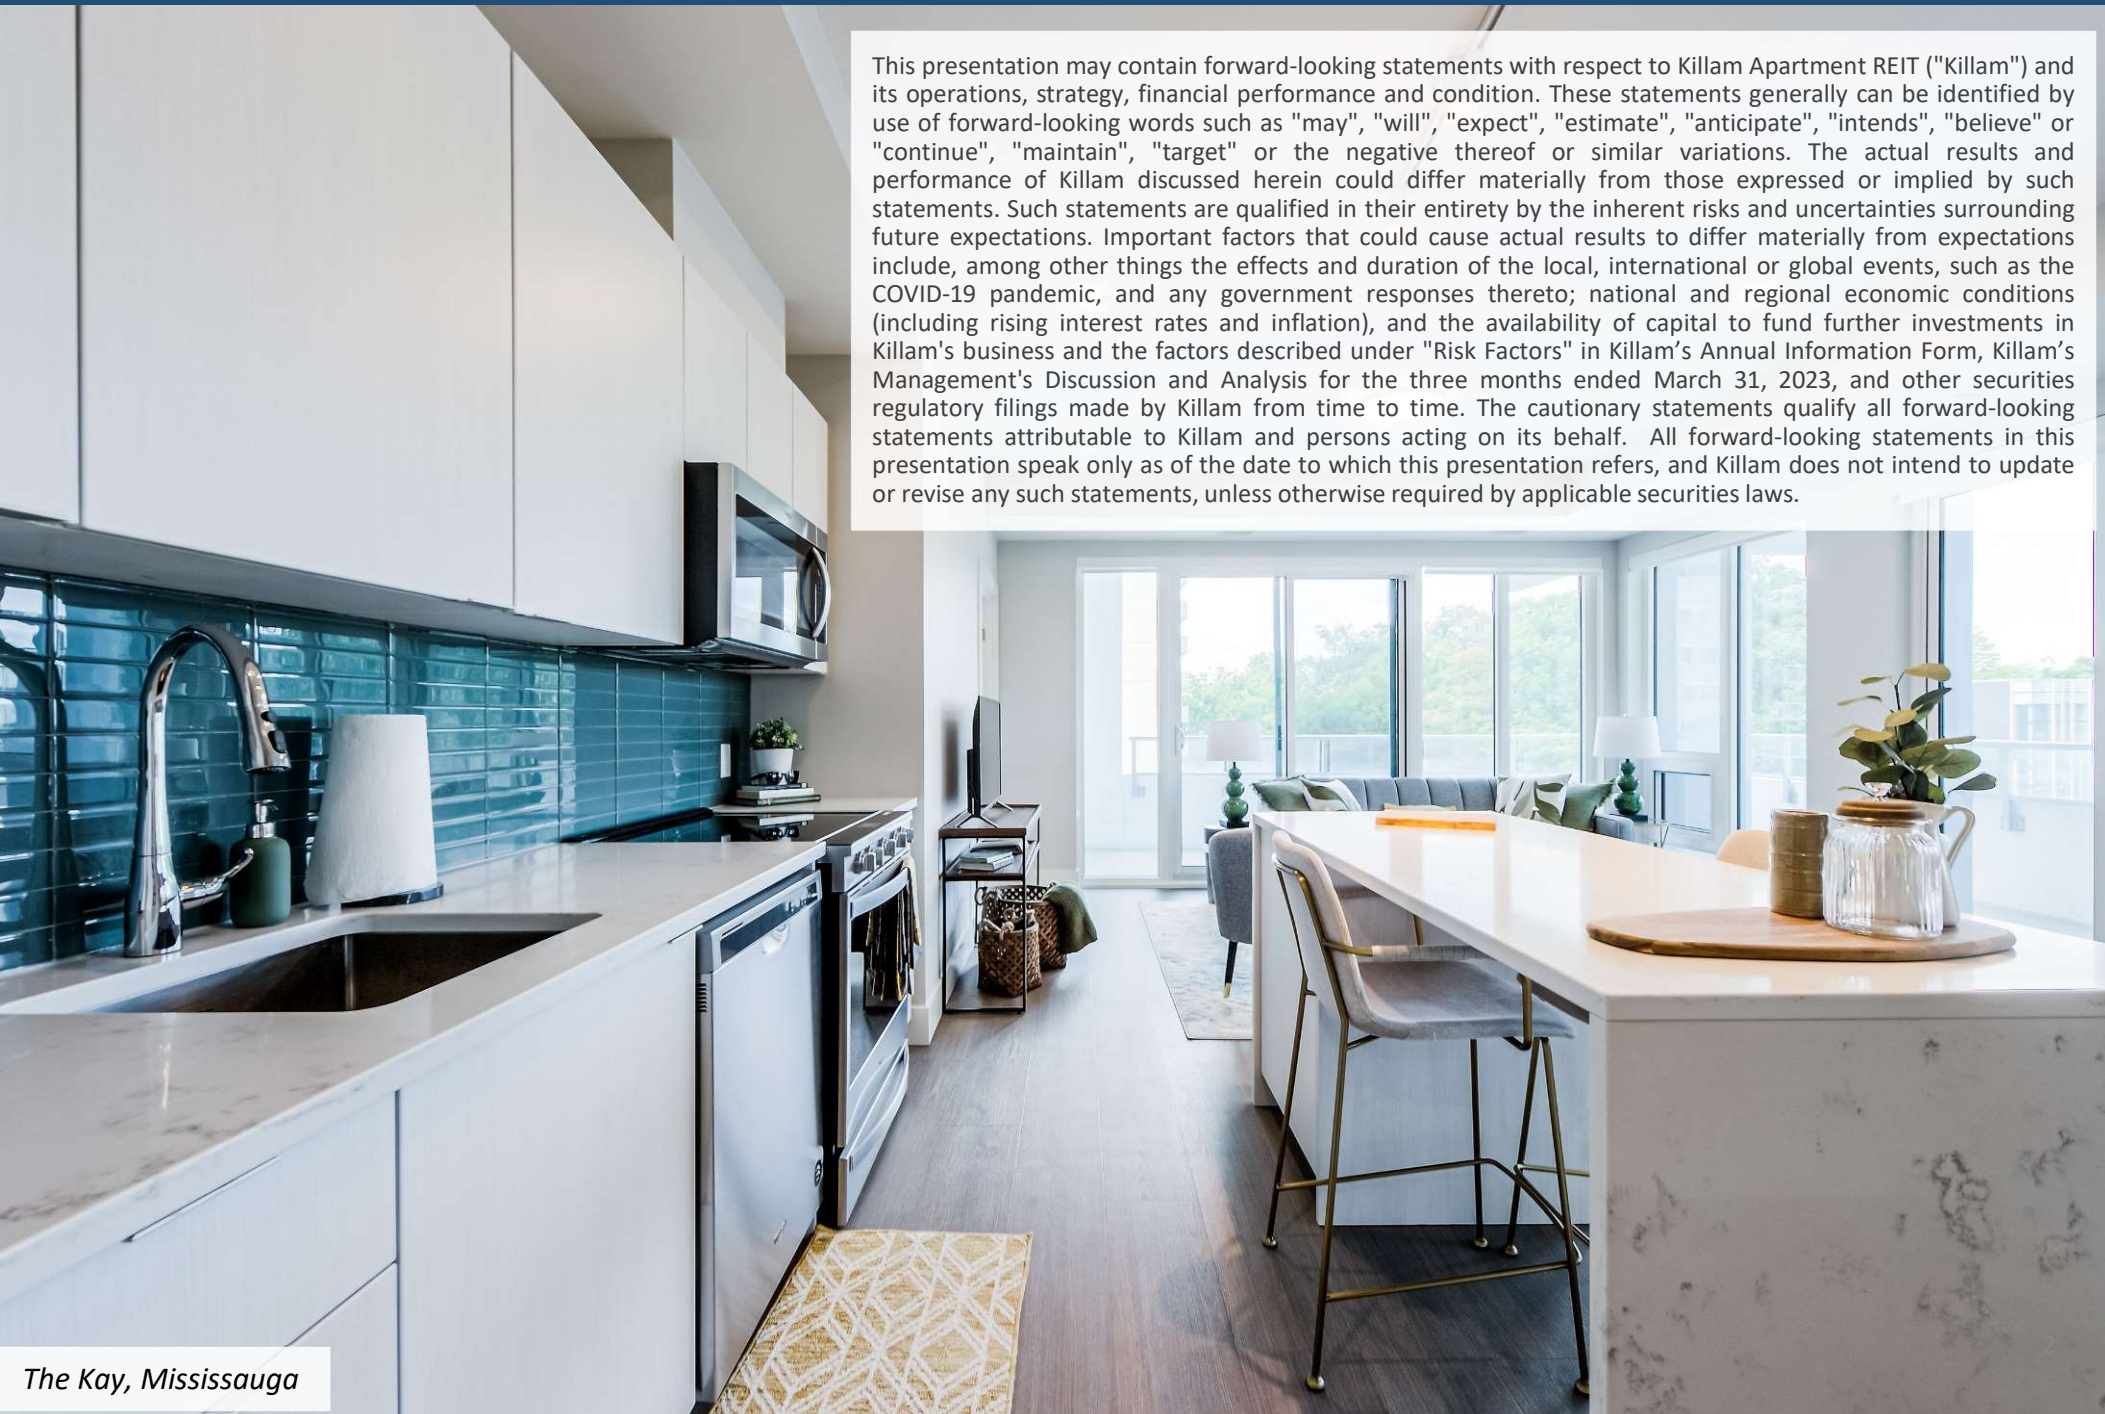 This presentation may contain forward-looking statements with respect to Killam Apartment REIT ("Killam") and
its operations, strategy, financial performance and condition. These statements generally can be identified by
use of forward-looking words such as "may", "will", "expect", "estimate", "anticipate", "intends", "believe" or
"continue", "maintain", "target" or the negative thereof or similar variations. The actual results and
performance of Killam discussed herein could differ materially from those expressed or implied by such
statements. Such statements are qualified in their entirety by the inherent risks and uncertainties surrounding
future expectations. Important factors that could cause actual results to differ materially from expectations
include, among other things the effects and duration of the local, international or global events, such as the
COVID-19 pandemic, and any government responses thereto; national and regional economic conditions
(including rising interest rates and inflation), and the availability of capital to fund further investments in
Killam's business and the factors described under "Risk Factors" in Killam’s Annual Information Form, Killam’s
Management's Discussion and Analysis for the three months ended March 31, 2023, and other securities
regulatory filings made by Killam from time to time. The cautionary statements qualify all forward-looking
statements attributable to Killam and persons acting on its behalf.  All forward-looking statements in this
presentation speak only as of the date to which this presentation refers, and Killam does not intend to update
or revise any such statements, unless otherwise required by applicable securities laws.
2
The Kay, Mississauga